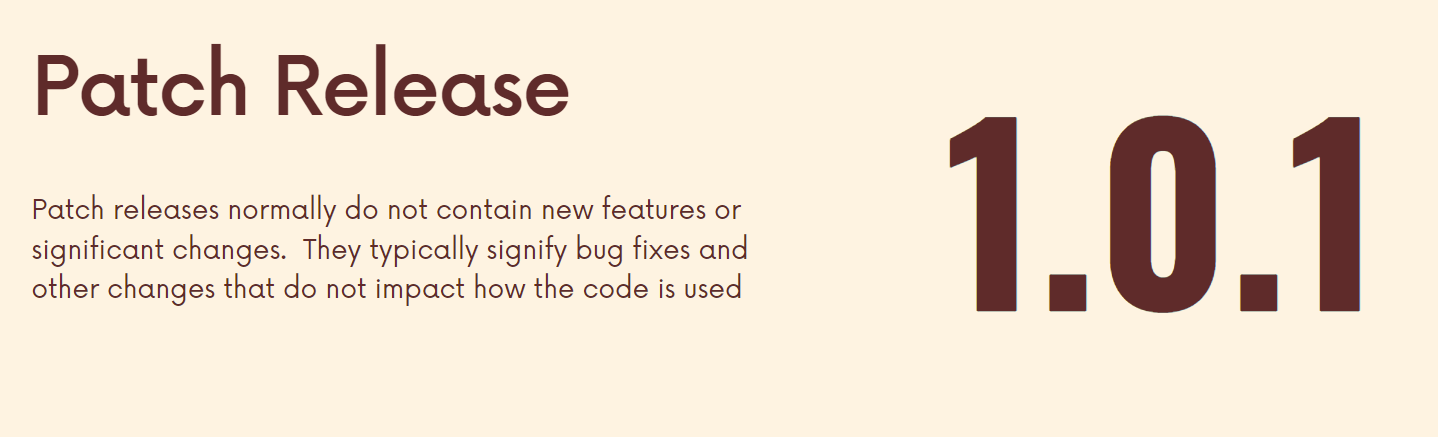 Patch Release
Patch releases normally do not contain new features or
significant changes.  They typically signify bug fixes and
other changes that do not impact how the code is used
1.0.1